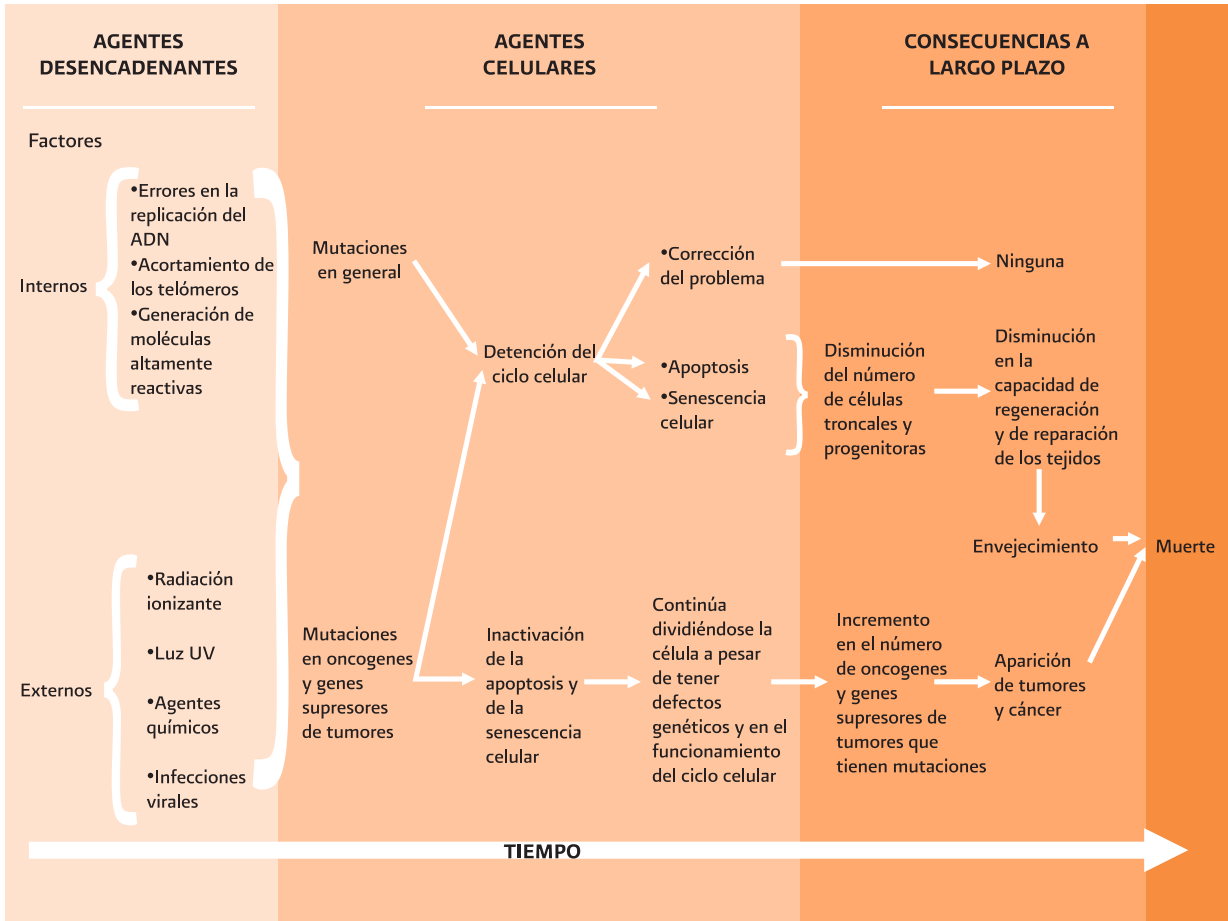 AGENTES
DESENCADENANTES
AGENTES
CELULARES
CONSECUENCIAS A
LARGO PLAZO
Factores
Internos
•Errores en la
replicación del
ADN
•Acortamiento de
los telómeros
•Generación de
moléculas
altamente
reactivas
Externos
•Radiación
ionizante
•Luz UV
•Agentes
químicos
•Infecciones
virales
Mutaciones
en general
Detención del
ciclo celular
•Corrección
del problema
•Apoptosis
•Senescencia
celular
Ninguna
Disminución
del número
de células
troncales y
progenitoras
Disminución
en la
capacidad de
regeneración
y de reparación
de los tejidos
Envejecimiento
Muerte
Mutaciones
en oncogenes
y genes
supresores
de tumores
Inactivación
de la
apoptosis y
de la
senescencia
celular
Continúa
dividiéndose la
célula a pesar
de tener
defectos
genéticos y en el
funcionamiento
del ciclo celular
Incremento
en el número
de oncogenes
y genes
supresores de
tumores que
tienen mutaciones
Aparición
de tumores
y cáncer
TIEMPO